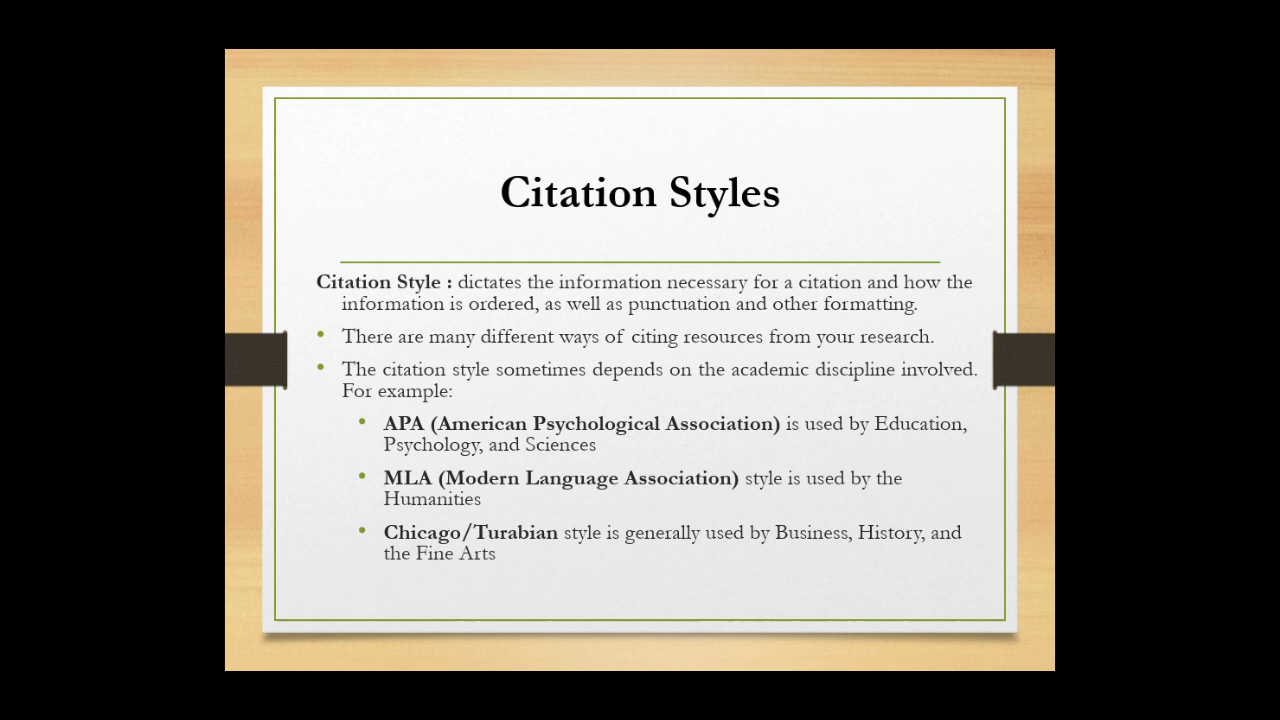 Citation Styles
Citation Style : dictates the information necessary for a citation and how the
information is ordered, as well as punctuation and other formatting.
• There are many different ways of citing resources from your research.
• The citation style sometimes depends on the academic discipline involved.
For example:
• APA (American Psychological Association) is used by Education,
Psychology, and Sciences
• MLA (Modern Language Association) style is used by the
Humanities
• Chicago/Turabian style is generally used by Business, History, and
the Fine Arts